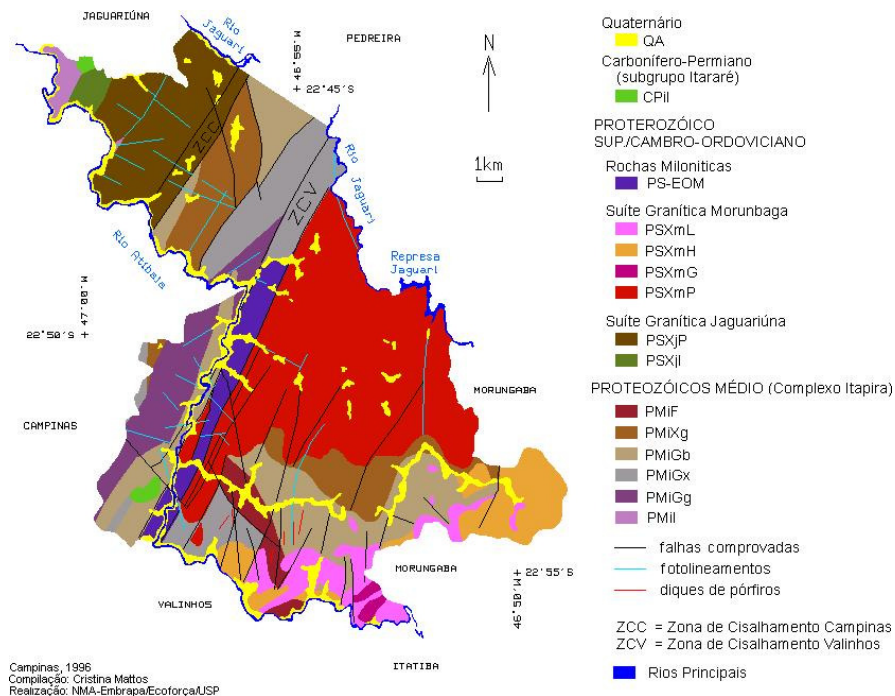 JAGUARIÚNA
Rio
Jaguari
PEDREIRA
46°55'W
22°45'S
N
1km
ZCC
ZCV
Rio Jaguari
Rio Atibaia
Represa
Jaguari
47°00'W
22°50'S
MORUNGABA
CAMPINAS
MORUNGABA
22°55'S
46°50'W
VALINHOS
ITATIBA
Campinas, 1996
Compilação: Cristina Mattos
Realização: NMA-Embrapa/Ecoforça/USP
Quaternário
QA
Carbonífero-Permiano
(subgrupo Itararé)
CPiI
PROTEROZÓICO
SUP./CAMBRO-ORDOVICIANO
Rochas Miloniticas
PS-EOM
Suíte Granítica Morunbaga
PSXmL
PSXmH
PSXmG
PSXmP
Suíte Granítica Jaguariúna
PSXjP
PSXjI
PROTEOZÓICOS MÉDIO (Complexo Itapira)
PMiF
PMiXg
PMiGb
PMiGx
PMiGg
PMiI
falhas comprovadas
fotolineamentos
diques de pórfiros
ZCC = Zona de Cisalhamento Campinas
ZCV = Zona de Cisalhamento Valinhos
Rios Principais